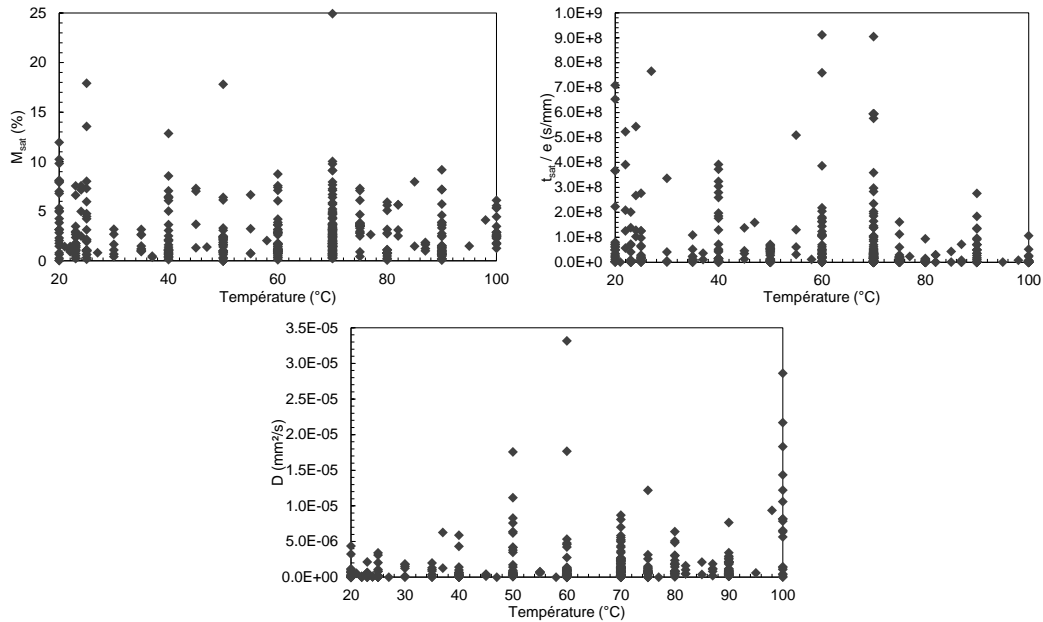 25
20
15
10
5
0
M_sat (%)
20 40 60 80 100
Température (°C)
1.0E+9
9.0E+8
8.0E+8
7.0E+8
6.0E+8
5.0E+8
4.0E+8
3.0E+8
2.0E+8
1.0E+8
0.0E+0
t_sat / e (s/mm)
20 40 60 80 100
Température (°C)
3.5E-05
3.0E-05
2.5E-05
2.0E-05
1.5E-05
1.0E-05
5.0E-06
0.0E+00
D (mm²/s)
20 30 40 50 60 70 80 90 100
Température (°C)